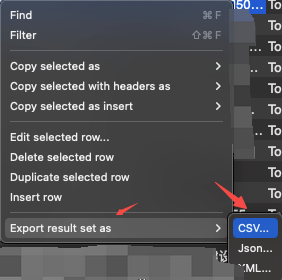 50...
To
Find ⌘ F
To
Filter ⇧⌘ F
To
Copy selected as
... To
Copy selected with headers as
... To
Copy selected as insert
To
Edit selected row...
... To
Delete selected row
To
Duplicate selected row
To
Insert row
To
To
Export result set as
CSV...
Json...
XML...